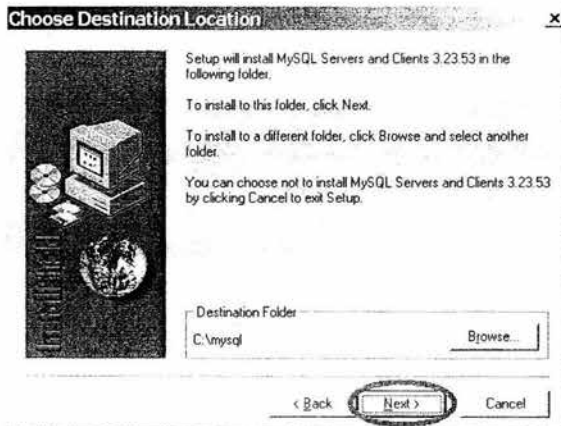 Choose Destination Location
Setup will install MySQL Servers and Clients 3.23.53 in the
following folder.
To install to this folder, click Next.
To install to a different folder, click Browse and select another
folder.
You can choose not to install MySQL Servers and Clients 3.23.53
by clicking Cancel to exit Setup.
InstallShield
Destination Folder
C:\mysql
Browse...
< Back
Next >
Cancel